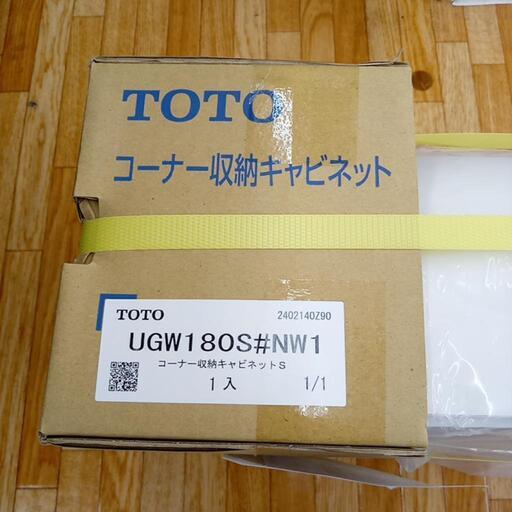 TOTO
コーナー収納キャビネット
TOTO 2402140Z90
UGW180S#NW1
コーナー収納キャビネットS
1入 1/1